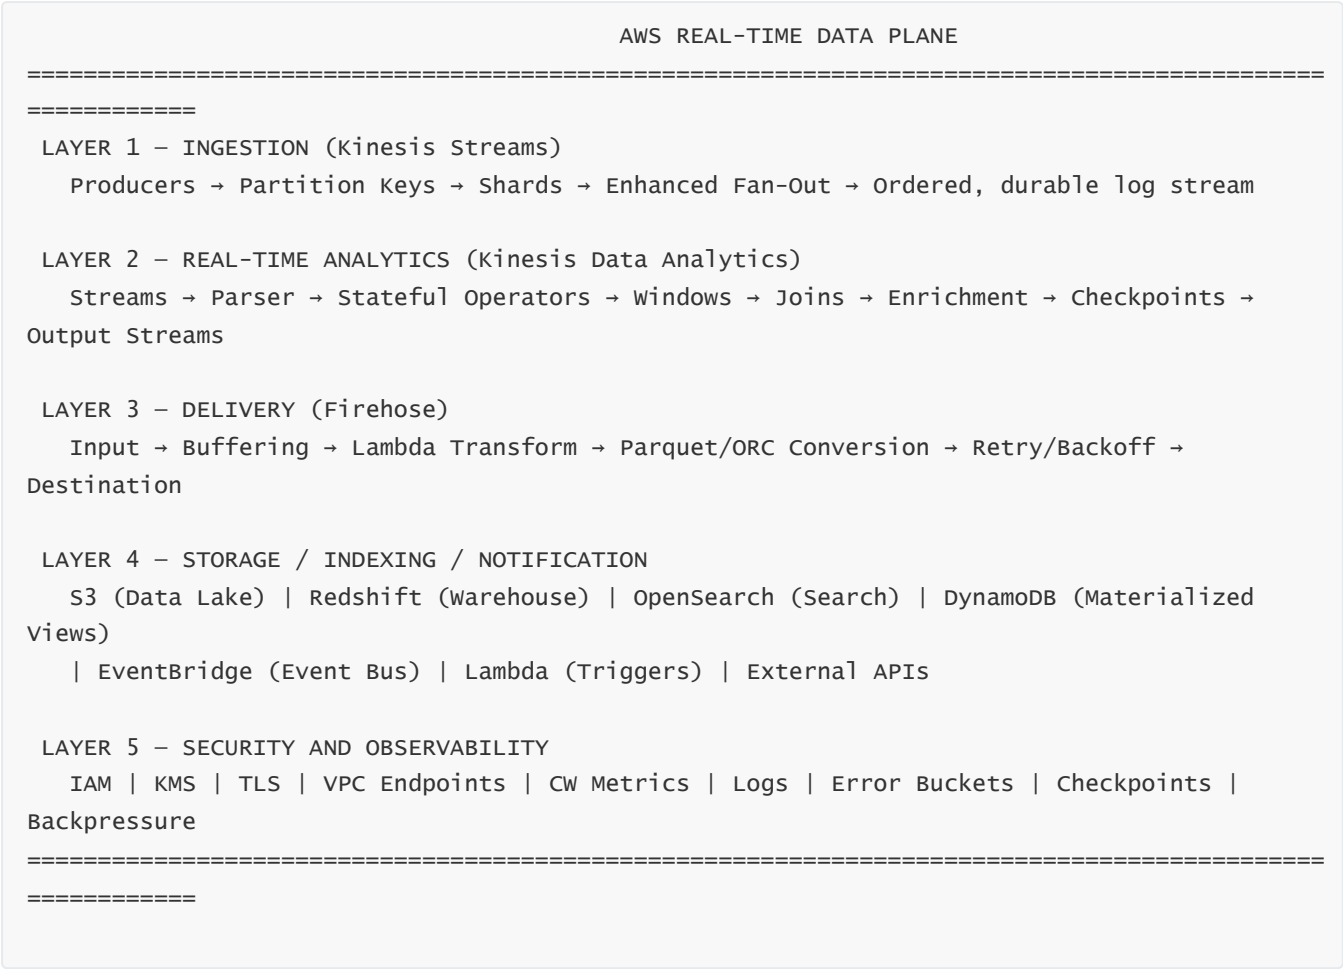 AWS REAL-TIME DATA PLANE
============================================================================================
============
LAYER 1 – INGESTION (Kinesis Streams)
Producers → Partition Keys → Shards → Enhanced Fan-Out → Ordered, durable log stream
LAYER 2 – REAL-TIME ANALYTICS (Kinesis Data Analytics)
Streams → Parser → Stateful Operators → Windows → Joins → Enrichment → Checkpoints →
Output Streams
LAYER 3 – DELIVERY (Firehose)
Input → Buffering → Lambda Transform → Parquet/ORC Conversion → Retry/Backoff →
Destination
LAYER 4 – STORAGE / INDEXING / NOTIFICATION
S3 (Data Lake) | Redshift (Warehouse) | OpenSearch (Search) | DynamoDB (Materialized
Views)
| EventBridge (Event Bus) | Lambda (Triggers) | External APIs
LAYER 5 – SECURITY AND OBSERVABILITY
IAM | KMS | TLS | VPC Endpoints | CW Metrics | Logs | Error Buckets | Checkpoints |
Backpressure
============================================================================================
============